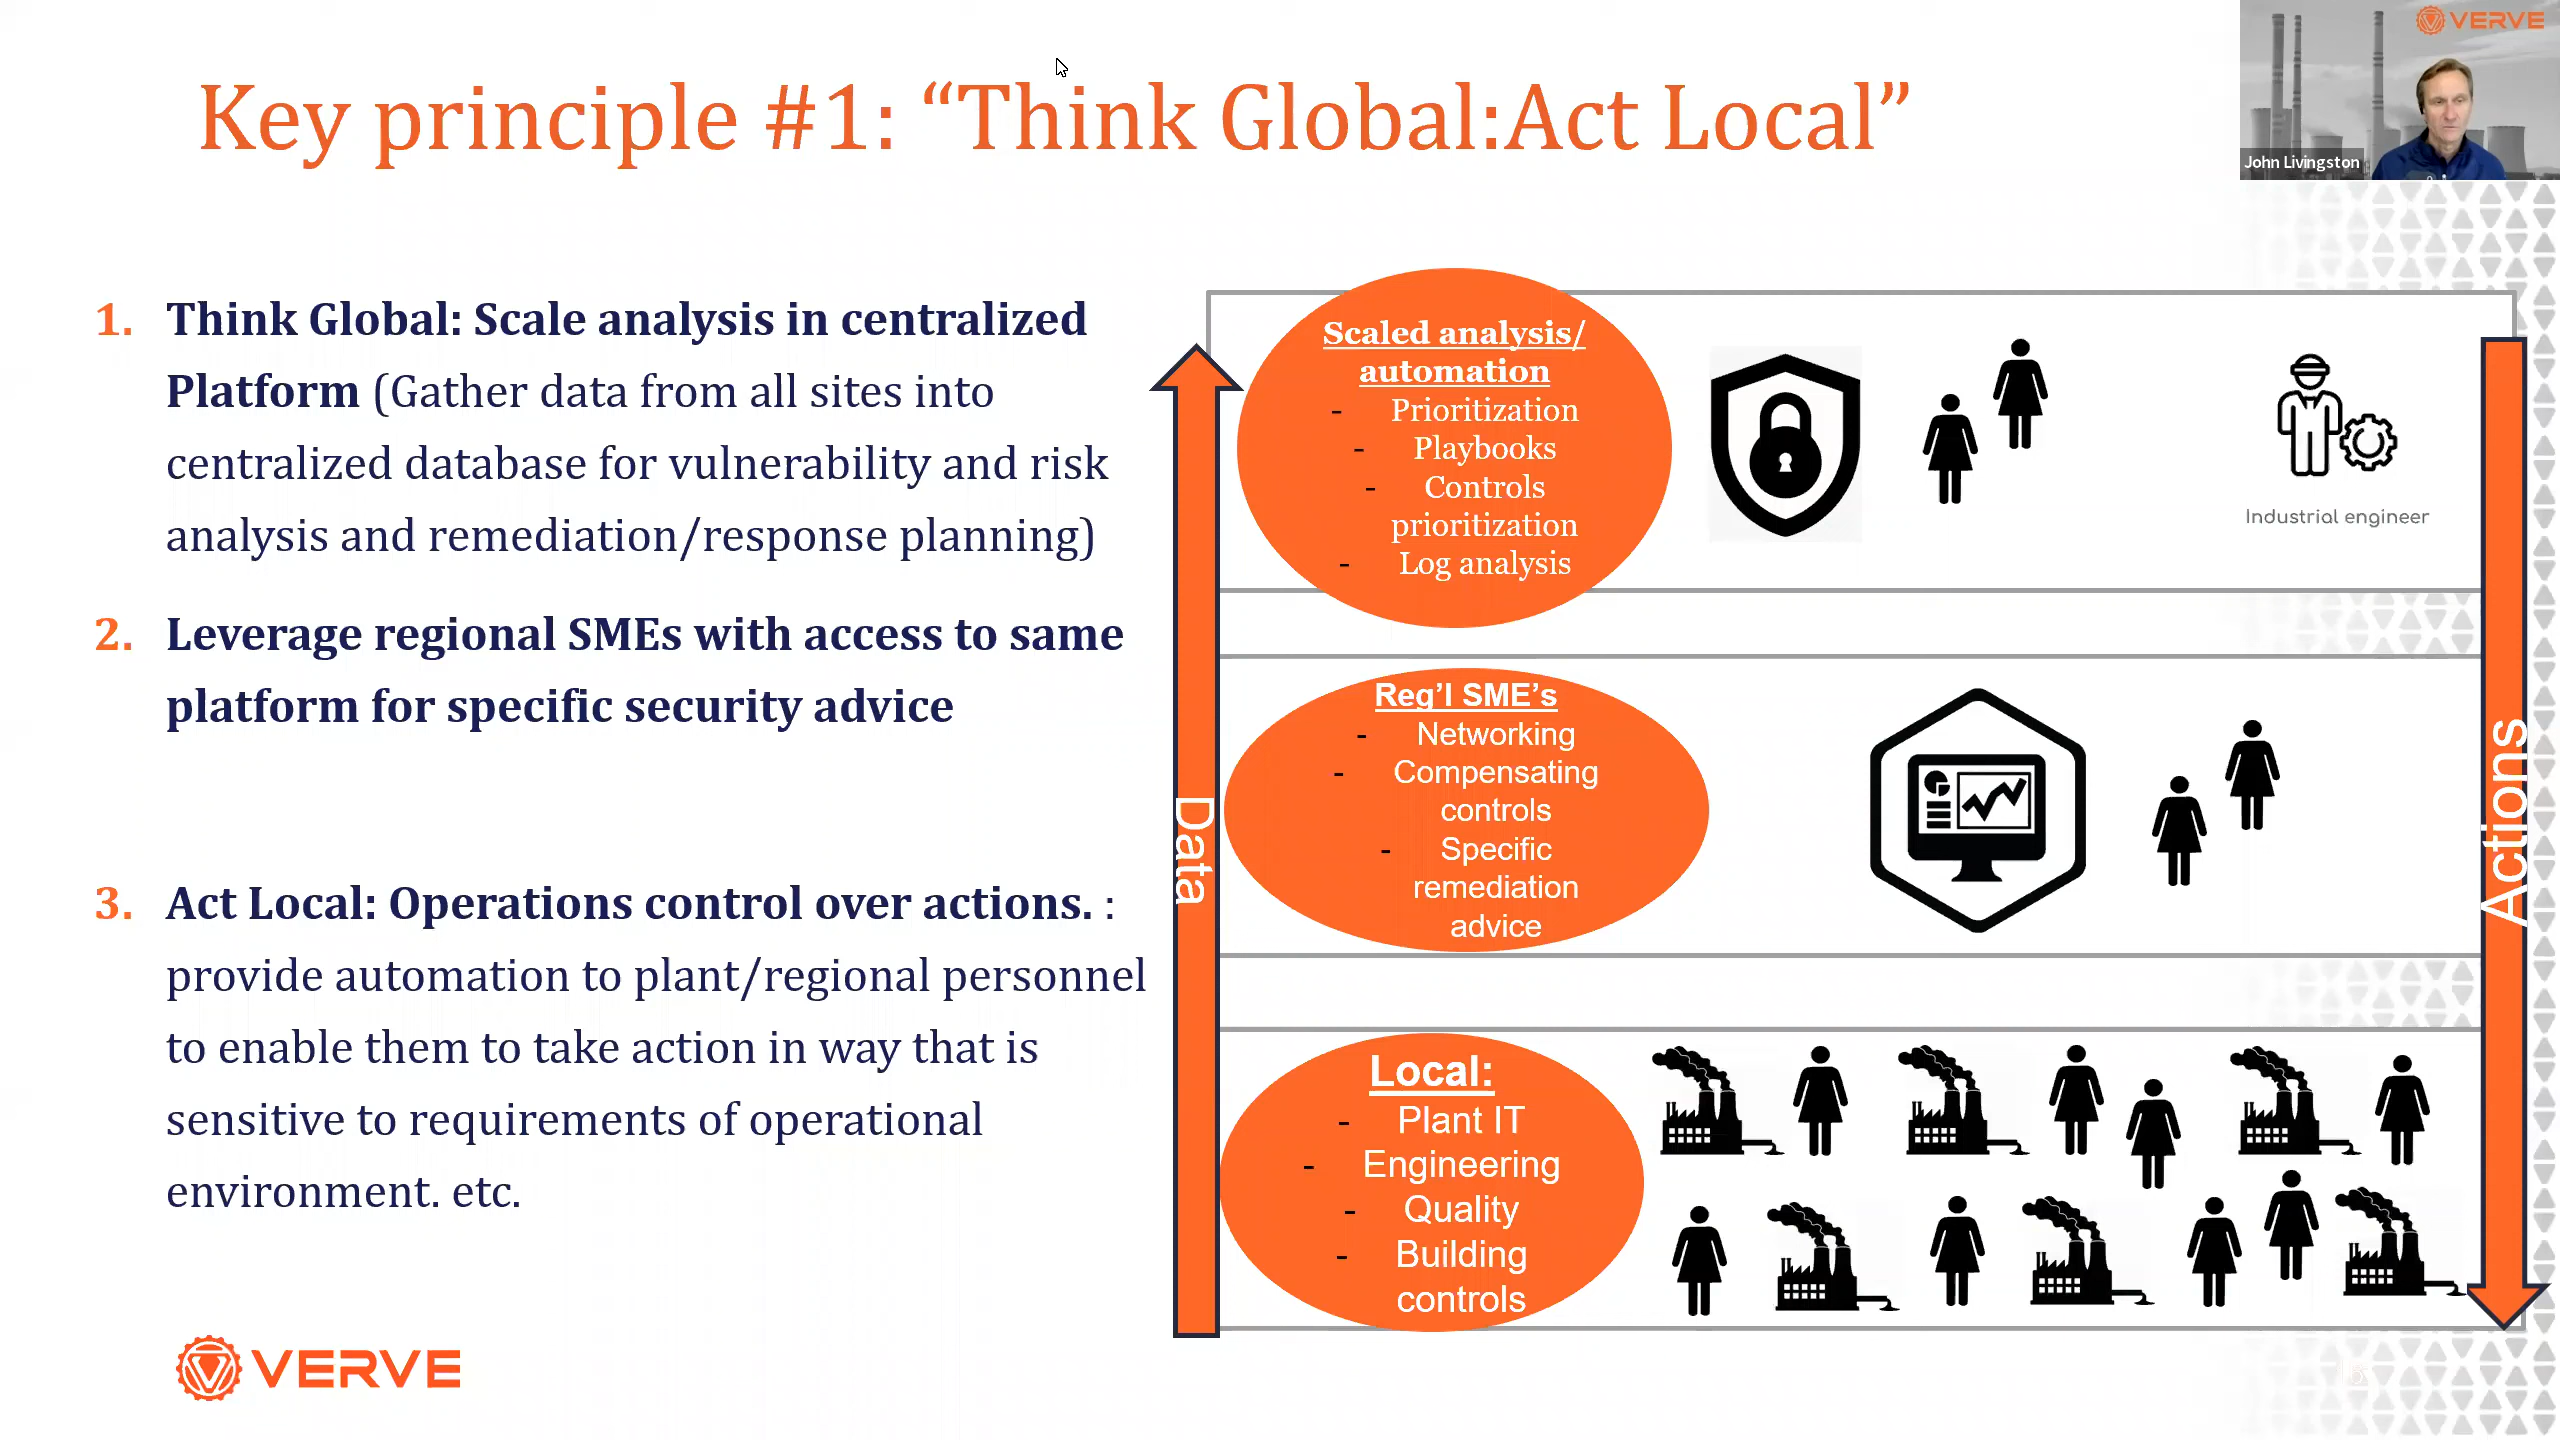 Key principle #1: “Think Global:Act Local”
VERVE
John Livingston
1. Think Global: Scale analysis in centralized
Platform (Gather data from all sites into
centralized database for vulnerability and risk
analysis and remediation/response planning)
2. Leverage regional SMEs with access to same
platform for specific security advice
3. Act Local: Operations control over actions. :
provide automation to plant/regional personnel
to enable them to take action in way that is
sensitive to requirements of operational
environment. etc.
Data
Scaled analysis/
automation
- Prioritization
- Playbooks
- Controls
prioritization
- Log analysis
Industrial engineer
Reg’l SME’s
- Networking
- Compensating
controls
- Specific
remediation
advice
Local:
- Plant IT
- Engineering
- Quality
- Building
controls
Actions
VERVE